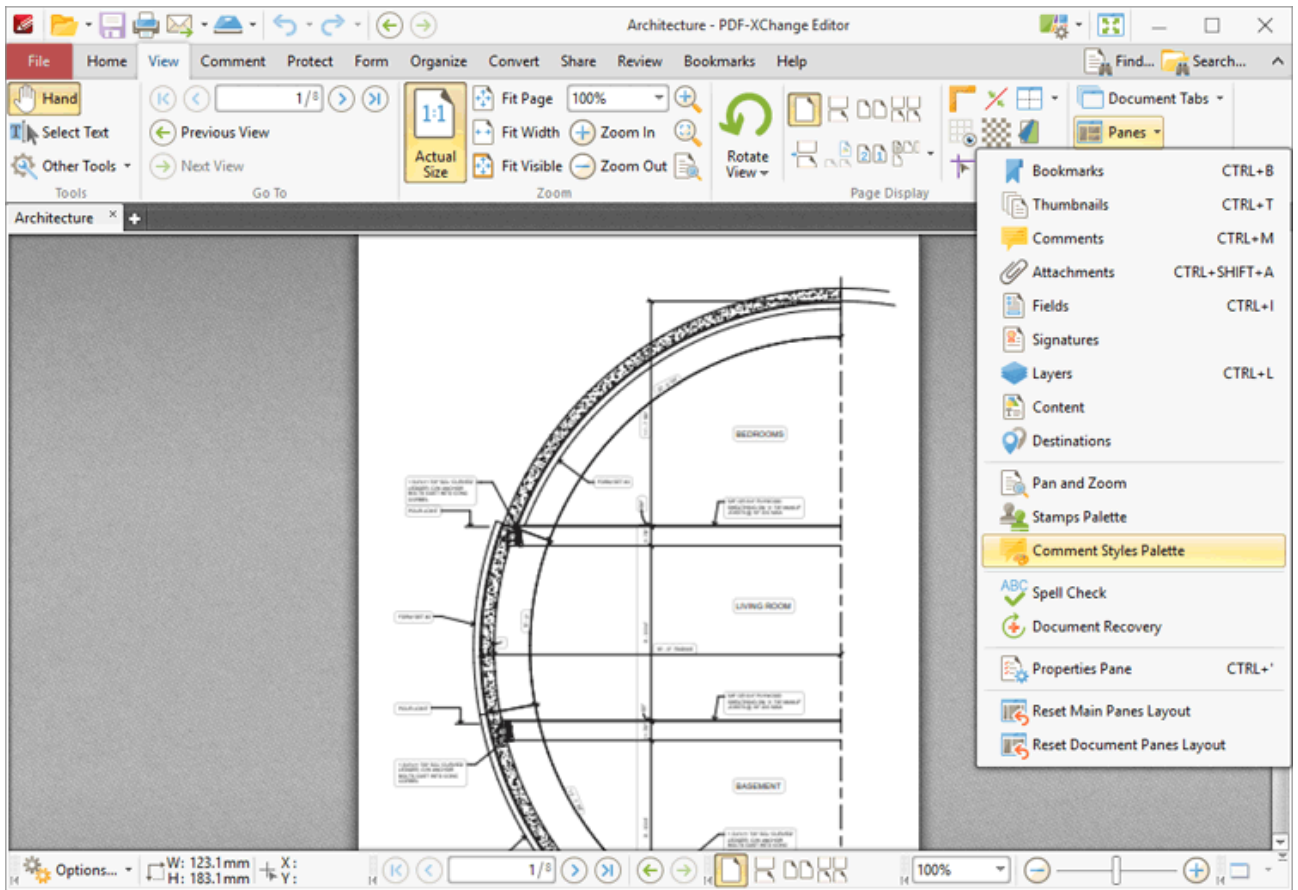 Architecture - PDF-XChange Editor
File Home View Comment Protect Form Organize Convert Share Review Bookmarks Help Find... Search...
Hand 1/8 1:1 Fit Page 100% Document Tabs
Select Text Previous View Fit Width Zoom In Panes
Other Tools Next View Actual Size Fit Visible Zoom Out Rotate View
Tools Go To Zoom Page Display
Architecture
Bookmarks CTRL+B
Thumbnails CTRL+T
Comments CTRL+M
Attachments CTRL+SHIFT+A
Fields CTRL+I
Signatures
Layers CTRL+L
Content
Destinations
Pan and Zoom
Stamps Palette
Comment Styles Palette
ABC Spell Check
Document Recovery
Properties Pane CTRL+'
Reset Main Panes Layout
Reset Document Panes Layout
BEDROOMS
LIVING ROOM
BASEMENT
Options... W: 123.1mm X: 1/8 100%
H: 183.1mm Y: